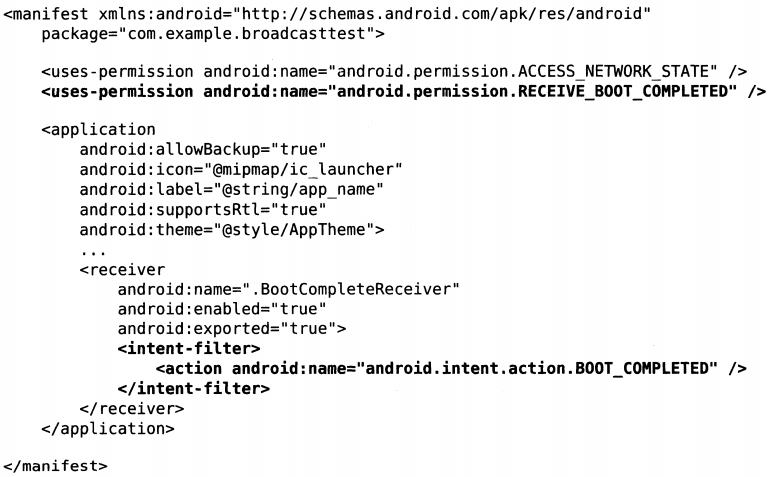 <manifest xmlns:android="http://schemas.android.com/apk/res/android"
    package="com.example.broadcasttest">

    <uses-permission android:name="android.permission.ACCESS_NETWORK_STATE" />
    <uses-permission android:name="android.permission.RECEIVE_BOOT_COMPLETED" />

    <application
        android:allowBackup="true"
        android:icon="@mipmap/ic_launcher"
        android:label="@string/app_name"
        android:supportsRtl="true"
        android:theme="@style/AppTheme">
        ...
        <receiver
            android:name=".BootCompleteReceiver"
            android:enabled="true"
            android:exported="true">
            <intent-filter>
                <action android:name="android.intent.action.BOOT_COMPLETED" />
            </intent-filter>
        </receiver>
    </application>

</manifest>